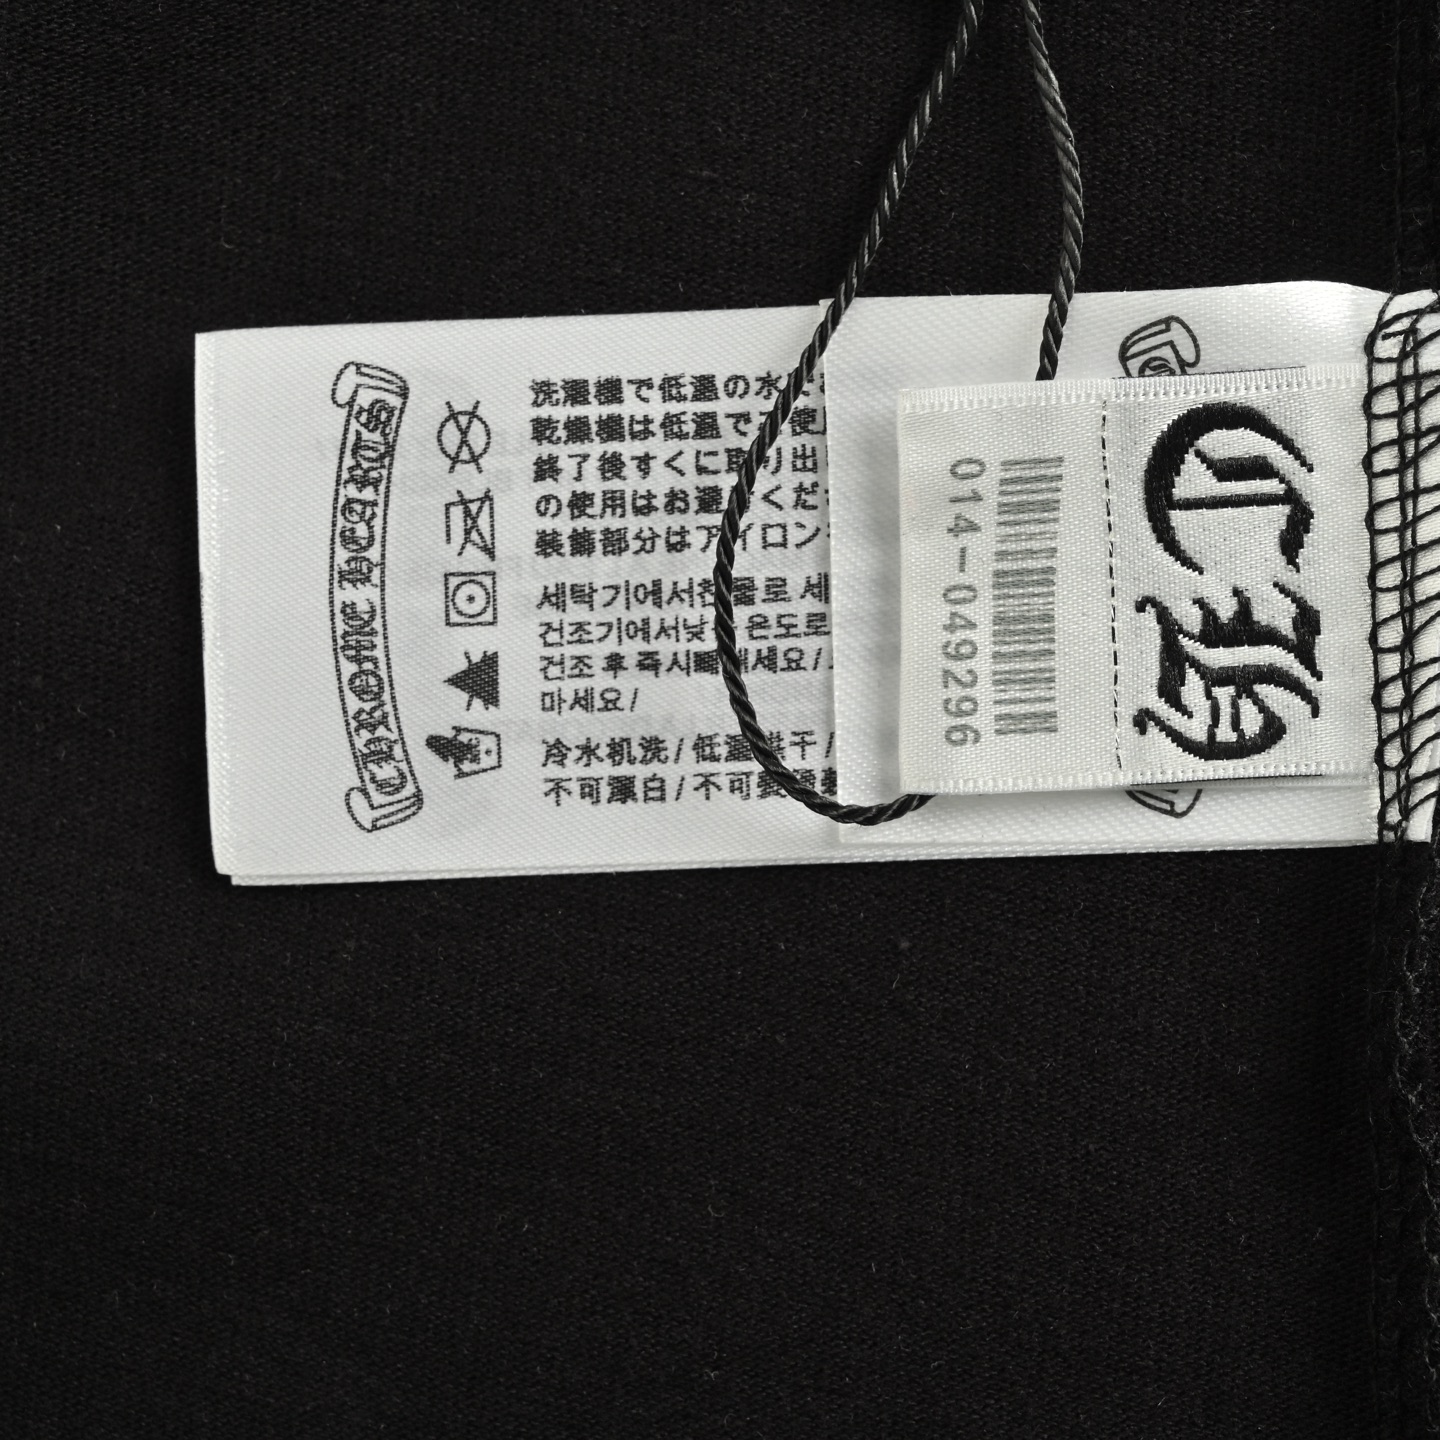 CHROME HEARTS
洗濯機で低温の水で
乾燥機は低温で
終了後すぐに取り出
の使用はお避けくだ
装飾部分はアイロン
세탁기에서찬물로 세
건조기에서낮은 온도로
건조 후 즉시빼내세요/
마세요/
冷水机洗/低温烘干/
不可漂白/不可熨烫
CH
014-049296